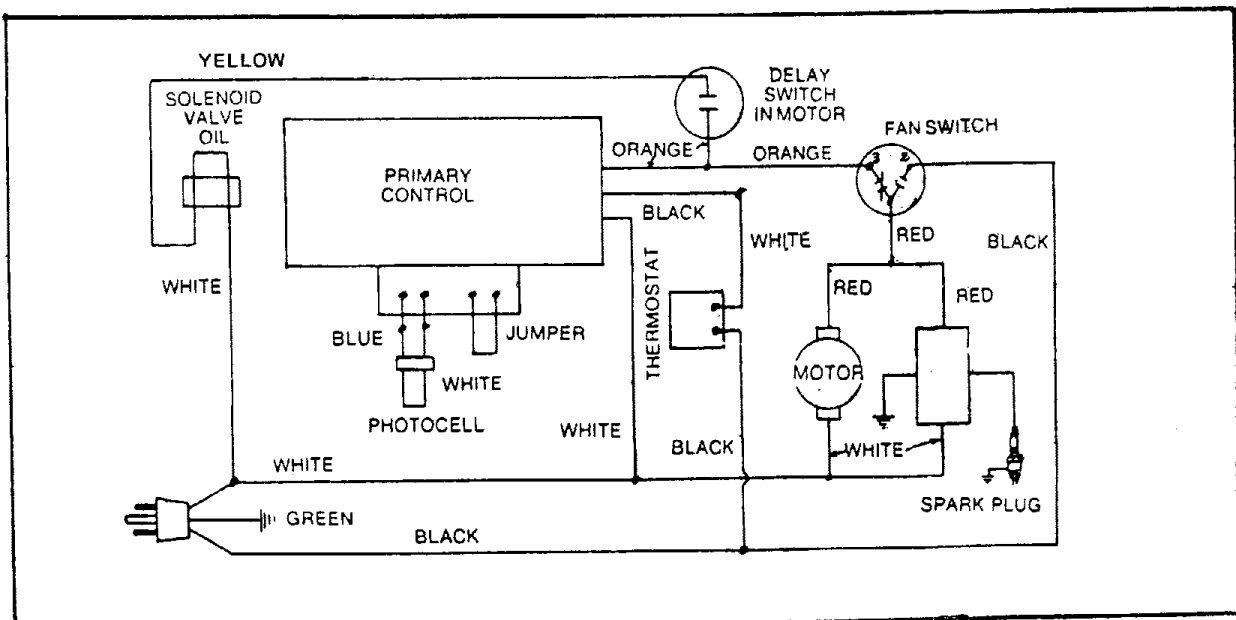 YELLOW
SOLENOID
VALVE
OIL
DELAY
SWITCH
IN MOTOR
FAN SWITCH
PRIMARY
CONTROL
ORANGE
ORANGE
3 2
BLACK
WHITE
RED
BLACK
WHITE
THERMOSTAT
RED
RED
BLUE
JUMPER
WHITE
MOTOR
PHOTOCELL
WHITE
BLACK
WHITE
WHITE
SPARK PLUG
GREEN
BLACK